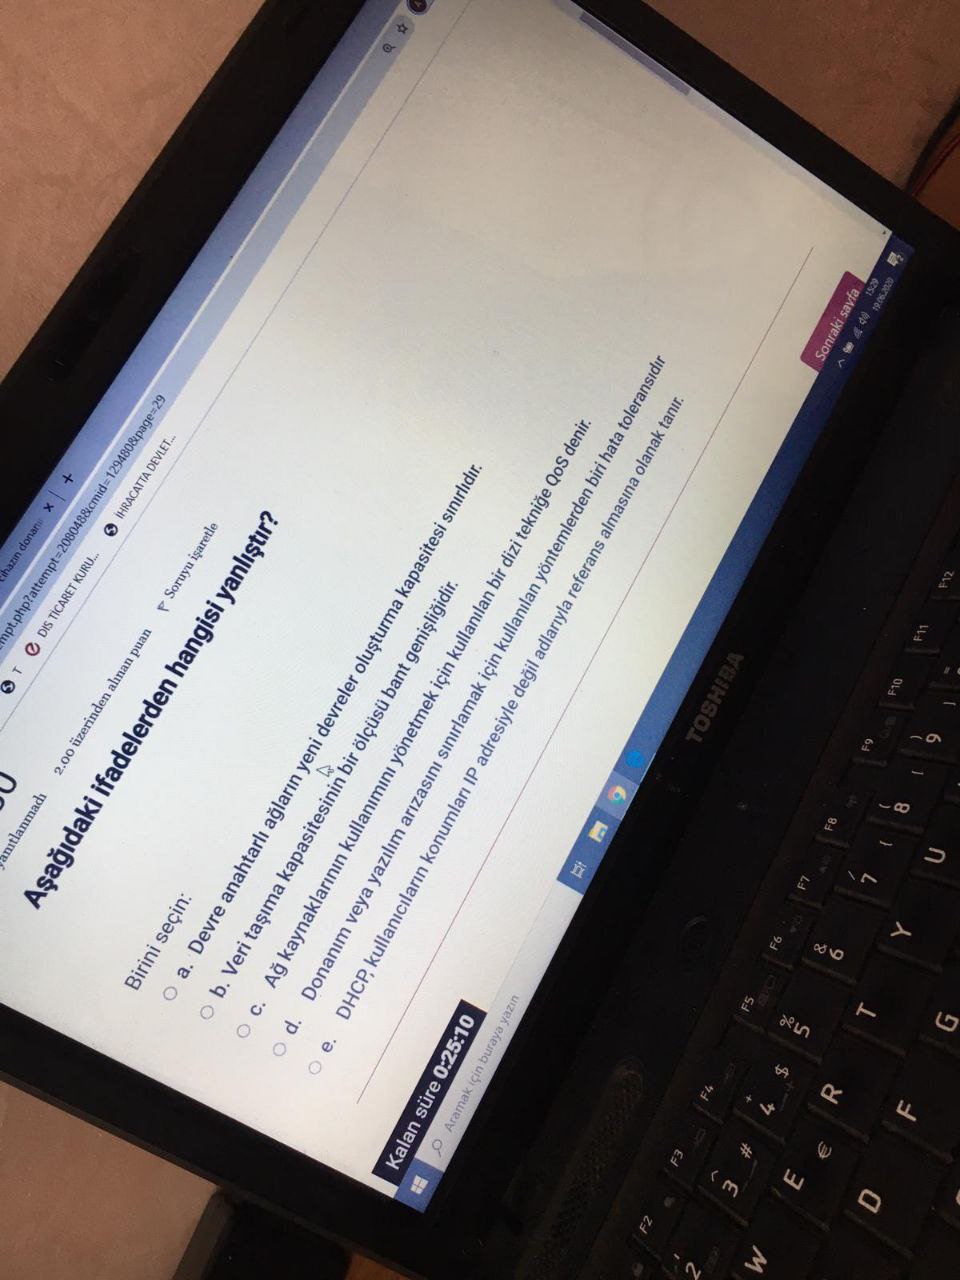 cihazın donanı
mpt.php?attempt=2080488&cmid=129480&page=29
T
DIS TİCARET KURU...
İHRACATTA DEVLET...
yanıtlanmadı
2.00 üzerinden alınan puan
Soruyu işaretle
Aşağıdaki ifadelerden hangisi yanlıştır?
Birini seçin:
a. Devre anahtarlı ağların yeni devreler oluşturma kapasitesi sınırlıdır.
b. Veri taşıma kapasitesinin bir ölçüsü bant genişliğidir.
c. Ağ kaynaklarının kullanımını yönetmek için kullanılan bir dizi tekniğe QoS denir.
d. Donanım veya yazılım arızasını sınırlamak için kullanılan yöntemlerden biri hata toleransıdır
e. DHCP, kullanıcıların konumları IP adresiyle değil adlarıyla referans almasına olanak tanır.
Sonraki sayfa
Kalan süre 0:25:10
Aramak için buraya yazın
15:29
19.06.2020
TOSHIBA
F2 F3 F4 F5 F6 F7 F8 F9 F10 F11 F12
2 3 ^ # 4 + $ 5 % 6 & 7 / { 8 ( [ 9 ) ]
W E € R T Y U
D F G